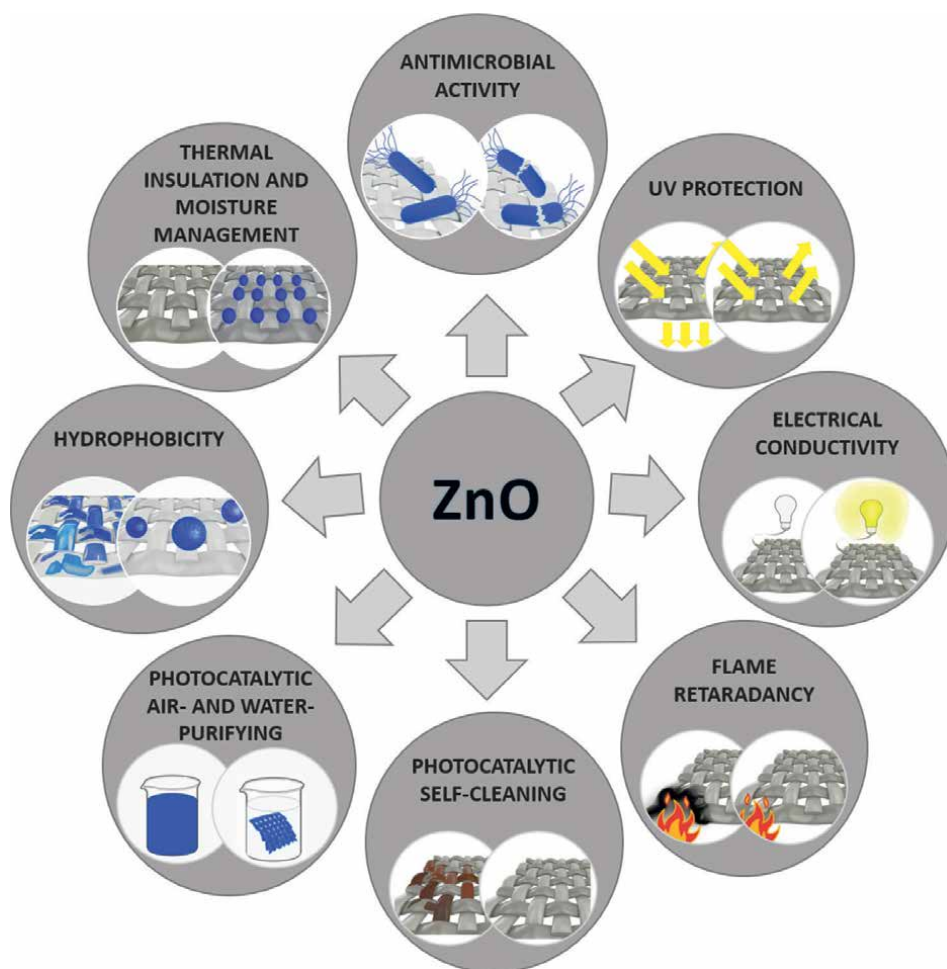 ANTIMICROBIAL
ACTIVITY
THERMAL
INSULATION AND
MOISTURE
MANAGEMENT
UV PROTECTION
HYDROPHOBICITY
ELECTRICAL
CONDUCTIVITY
ZnO
PHOTOCATALYTIC
AIR- AND WATER-
PURIFYING
FLAME
RETARADANCY
PHOTOCATALYTIC
SELF-CLEANING